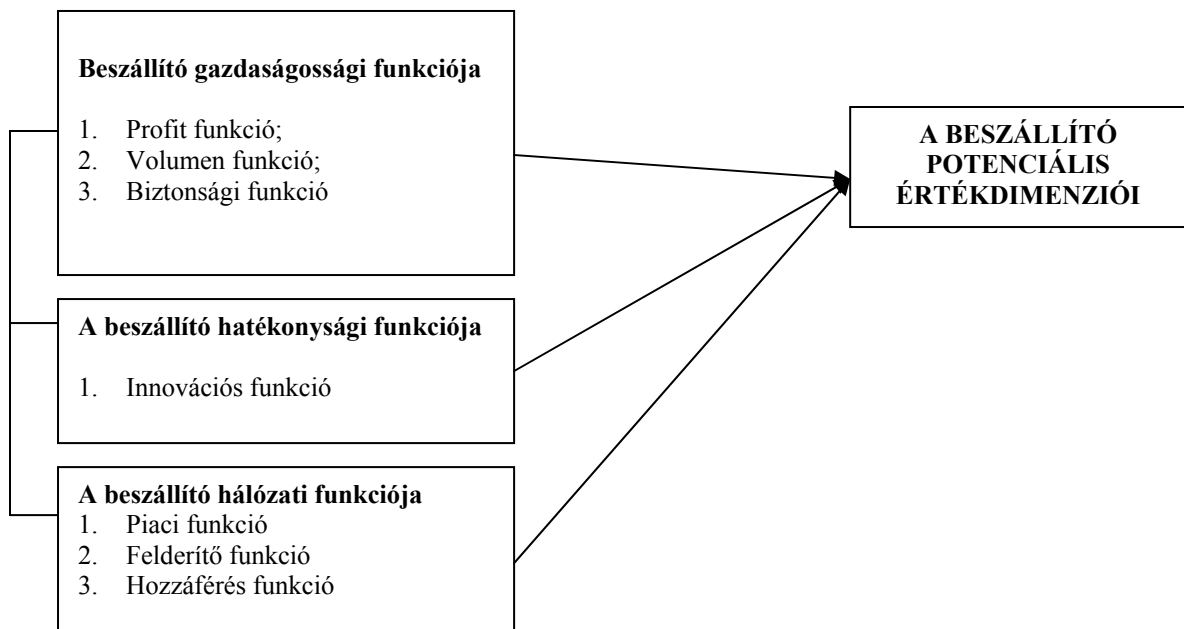 Beszállító gazdaságossági funkciója
1. Profit funkció;
2. Volumen funkció;
3. Biztonsági funkció
A beszállító hatékonysági funkciója
1. Innovációs funkció
A beszállító hálózati funkciója
1. Piaci funkció
2. Felderítő funkció
3. Hozzáférés funkció
A BESZÁLLÍTÓ
POTENCIÁLIS
ÉRTÉKDIMENZIÓI